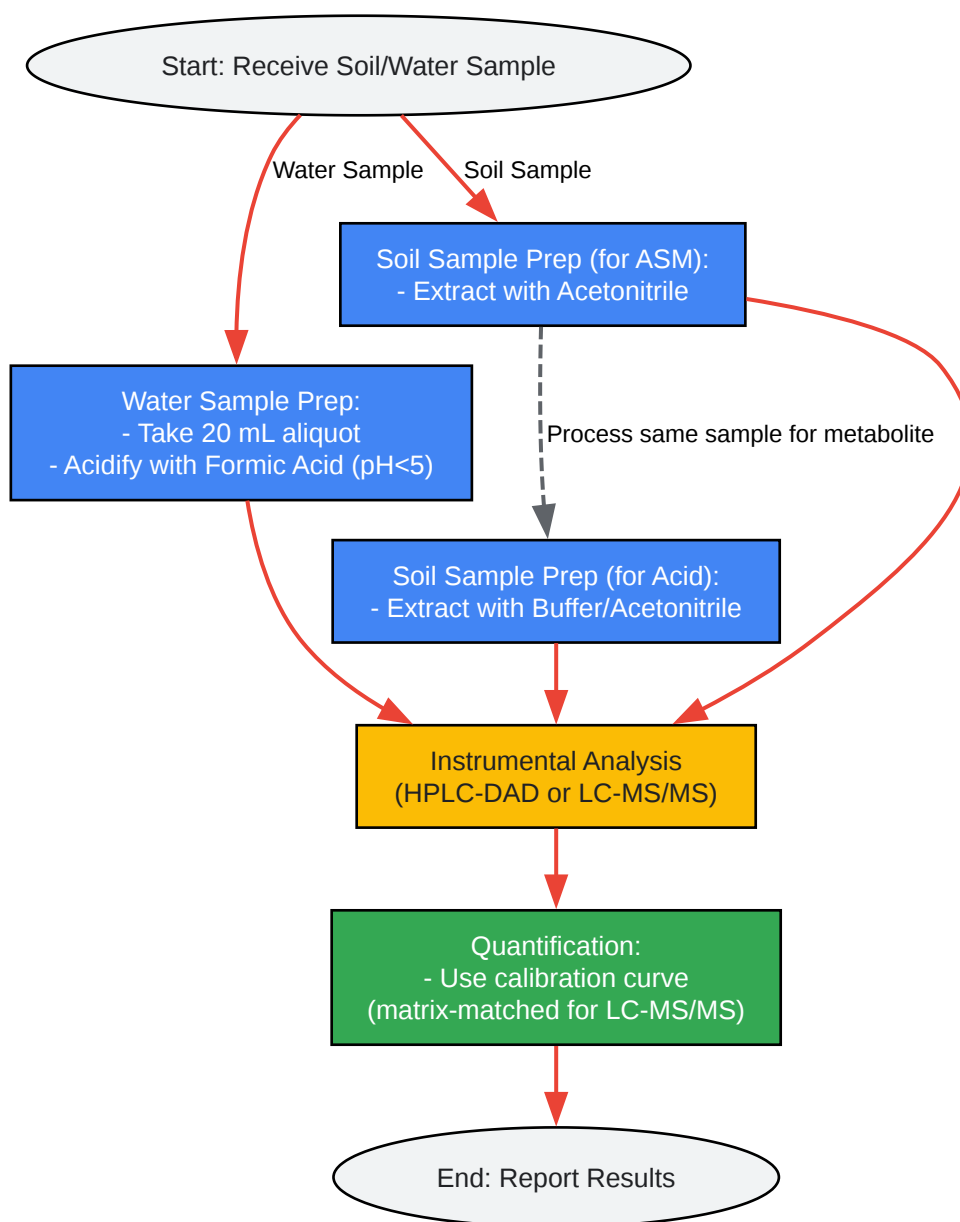 Start: Receive Soil/Water Sample
Water Sample
Soil Sample
Soil Sample Prep (for ASM):
- Extract with Acetonitrile
Water Sample Prep:
- Take 20 mL aliquot
- Acidify with Formic Acid (pH<5)
Process same sample for metabolite
Soil Sample Prep (for Acid):
- Extract with Buffer/Acetonitrile
Instrumental Analysis
(HPLC-DAD or LC-MS/MS)
Quantification:
- Use calibration curve
(matrix-matched for LC-MS/MS)
End: Report Results